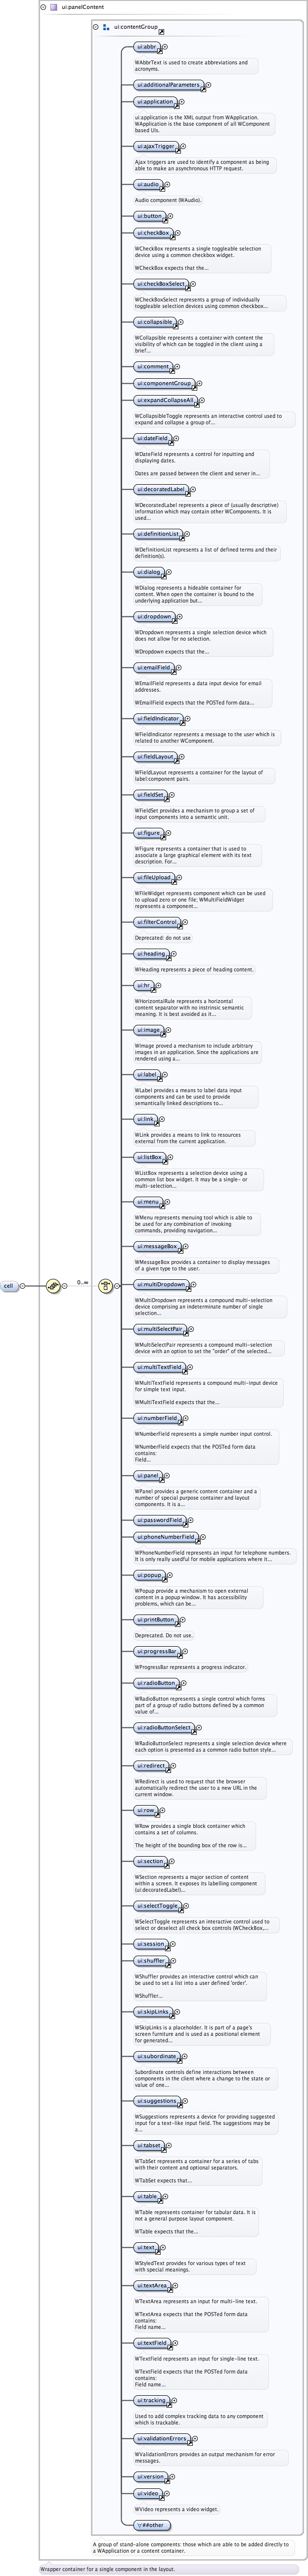 ui:panelContent
ui:contentGroup
ui:abbr
WAbbrText is used to create abbreviations and
acronyms.
ui:additionalParameters
ui:application
ui:application is the XML output from WApplication.
WApplication is the base component of all WComponent
based UIs.
ui:ajaxTrigger
Ajax triggers are used to identify a component as being
able to make an asynchronous HTTP request.
ui:audio
Audio component (WAudio).
ui:button
ui:checkBox
WCheckBox represents a single toggleable selection
device using a common checkbox widget.
WCheckBox expects that the...
ui:checkBoxSelect
WCheckBoxSelect represents a group of individually
toggleable selection devices using common checkbox...
ui:collapsible
WCollapsible represents a container with content the
visibility of which can be toggled in the client using a
brief...
ui:comment
ui:componentGroup
ui:expandCollapseAll
WCollapsibleToggle represents an interactive control used to
expand and collapse a group of...
ui:dateField
WDateField represents a control for inputing and
displaying dates.
Dates are passed between the client and server in...
ui:decoratedLabel
WDecoratedLabel represents a piece of (usually descriptive)
information which may contain other WComponents. It is
used...
ui:definitionList
WDefinitionList represents a list of defined terms and their
definition(s).
ui:dialog
WDialog represents a hideable container for
content. When open the container is bound to the
underlying application but...
ui:dropdown
WDropdown represents a single selection device which
does not allow for no selection.
WDropdown expects that the...
ui:emailField
WEmailField represents a data input device for email
addresses.
WEmailField expects that the POSTed form data...
ui:fieldIndicator
WFieldIndicator represents a message to the user which is
related to another WComponent.
ui:fieldLayout
WFieldLayout represents a container for the layout of
label:component pairs.
ui:fieldSet
WFieldSet provides a mechanism to group a set of
input components into a semantic unit.
ui:figure
WFigure represents a container that is used to
associate a large graphical element with its text
description. For...
ui:fileUpload
WFileWidget represents component which can be used
to upload zero or one file; WMultiFileWidget
represents a component...
ui:filterControl
Deprecated: do not use
ui:heading
WHeading represents a piece of heading content.
ui:hr
WHorizontalRule represents a horizontal
content separator with no instrinsic semantic
meaning. It is best avoided as it...
ui:image
WImage proved a mechanism to include arbitrary
images in an application. Since the applications are
rendered using a...
ui:label
WLabel provides a means to label data input
components and can be used to provide
semantically linked descriptions to...
ui:link
WLink provides a means to link to resources
external from the current application.
ui:listBox
WListBox represents a selection device using a
common list box widget. It may be a single- or
multi-selection...
ui:menu
WMenu represents menuing tool which is able to
be used for any combination of invoking
commands, providing navigation...
ui:messageBox
WMessageBox provides a container to display messages
of a given type to the user.
cell
0..∞
ui:multiDropdown
WMultiDropdown represents a compound multi-selection
device comprising an indeterminate number of single
selection...
ui:multiSelectPair
WMultiSelectPair represents a compound multi-selection
device with an option to set the "order" of the selected...
ui:multiTextField
WMultiTextField represents a compound multi-input device
for simple text input.
WMultiTextField expects that the...
ui:numberField
WNumberField represents a simple number input control.
WNumberField expects that the POSTed form data
contains:
Field...
ui:panel
WPanel provides a generic content container and a
number of special purpose container and layout
components. It is a...
ui:passwordField
ui:phoneNumberField
WPhoneNumberField represents an input for telephone numbers.
It is only really useful for mobile applications where it...
ui:popup
WPopup provide a mechanism to open external
content in a popup window. It has accessibility
problems, which can be...
ui:printButton
Deprecated. Do not use.
ui:progressBar
WProgressBar represents a progress indicator.
ui:radioButton
WRadioButton represents a single control which forms
part of a group of radio buttons defined by a common
value of...
ui:radioButtonSelect
WRadioButtonSelect represents a single selection device where
each option is presented as a common radio button style...
ui:redirect
WRedirect is used to request that the browser
automatically redirect the user to a new URL in the
current window.
ui:row
WRow provides a single block container which
contains a set of columns.
The height of the bounding box of the row is...
ui:section
WSection represents a major section of content
within a screen. It exposes its labelling component
(ui:decoratedLabel)...
ui:selectToggle
WSelectToggle represents an interactive control used to
select or deselect all check box controls (WCheckBox,...
ui:session
ui:shuffler
WShuffler provides an interactive control which can
be used to set a list into a user defined 'order'.
WShuffler...
ui:skipLinks
WSkipLinks is a placeholder. It is part of a page's
screen furniture and is used as a positional element
for generated...
ui:subordinate
Subordinate controls define interactions between
components in the client where a change to the state or
value of one...
ui:suggestions
WSuggestions represents a device for providing suggested
input for a text-like input field. The suggestions may be
a...
ui:tabset
WTabSet represents a container for a series of tabs
with their content and optional separators.
WTabSet expects that...
ui:table
WTable represents container for tabular data. It is
not a general purpose layout component.
WTable expects that the...
ui:text
WStyledText provides for various types of text
with special meanings.
ui:textArea
WTextArea represents an input for multi-line text.
WTextArea expects that the POSTed form data
contains:
Field name...
ui:textField
WTextField represents an input for single-line text.
WTextField expects that the POSTed form data
contains:
Field name...
ui:tracking
Used to add complex tracking data to any component
which is trackable.
ui:validationErrors
WValidationErrors provides an output mechanism for error
messages.
ui:version
ui:video
WVideo represents a video widget.
##other
A group of stand-alone components: those which are able to be added directly to
a WApplication or a content container.
Wrapper container for a single component in the layout.